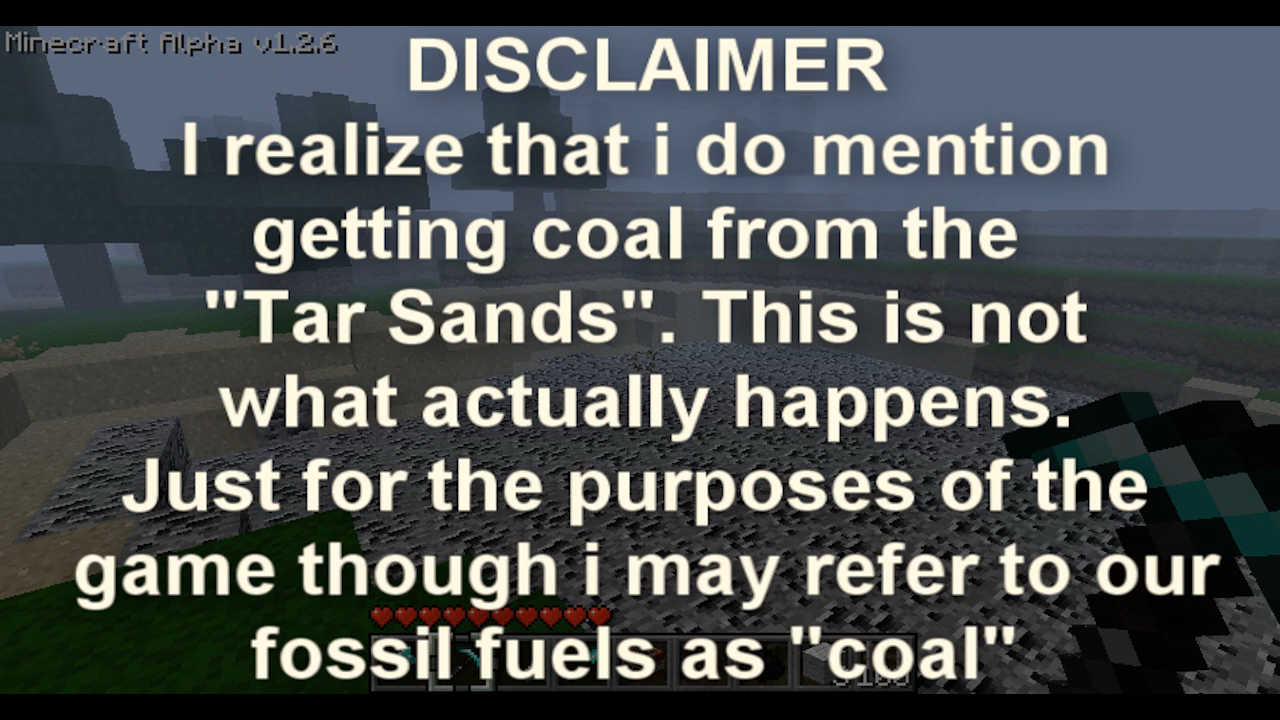 Minecraft Alpha v1.2.6
DISCLAIMER
I realize that i do mention
getting coal from the
"Tar Sands". This is not
what actually happens.
Just for the purposes of the
game though i may refer to our
fossil fuels as "coal"